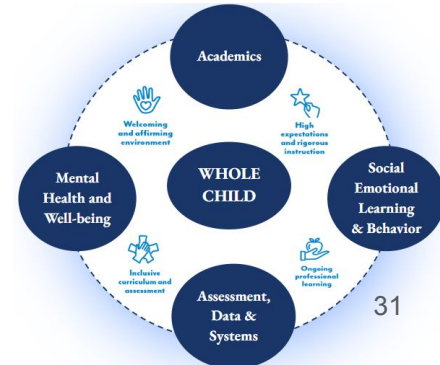 Academics
Welcoming
and affirming
environment
High
expectations
and rigorous
instruction
Mental
Health and
Well-being
WHOLE
CHILD
Social
Emotional
Learning
& Behavior
Inclusive
curriculum and
assessment
Ongoing
professional
learning
Assessment,
Data &
Systems
31